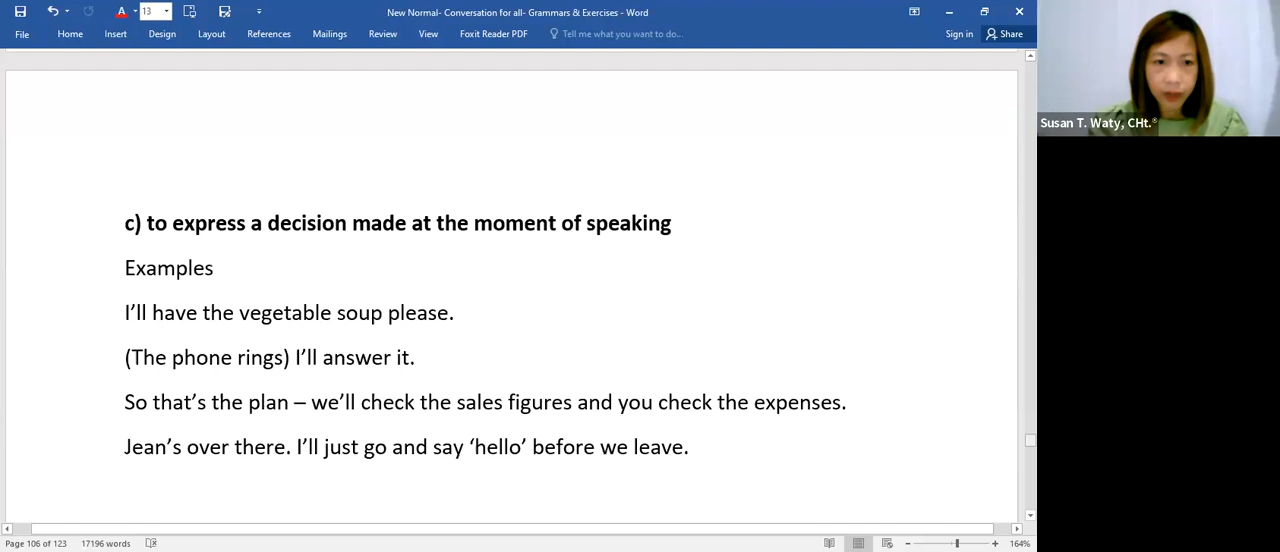 A
13
New Normal- Conversation for all- Grammars & Exercises - Word
File
Home
Insert
Design
Layout
References
Mailings
Review
View
Foxit Reader PDF
Tell me what you want to do...
Sign in
Share
Susan T. Waty, CHt.®
c) to express a decision made at the moment of speaking
Examples
I’ll have the vegetable soup please.
(The phone rings) I’ll answer it.
So that’s the plan – we’ll check the sales figures and you check the expenses.
Jean’s over there. I’ll just go and say ‘hello’ before we leave.
Page 106 of 123
17196 words
164%